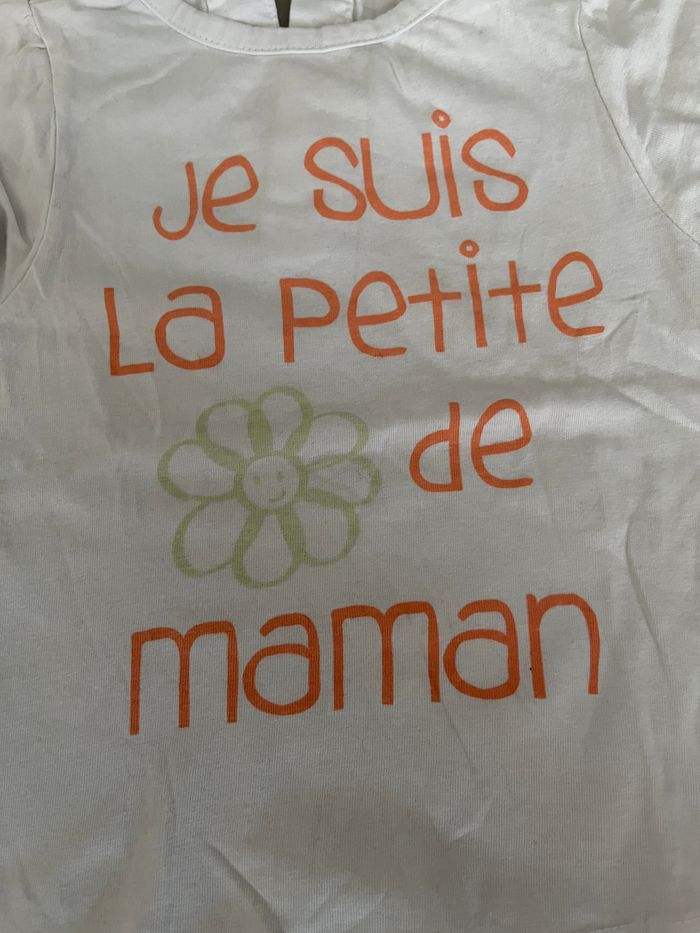 Je suis
La petite
de
maman